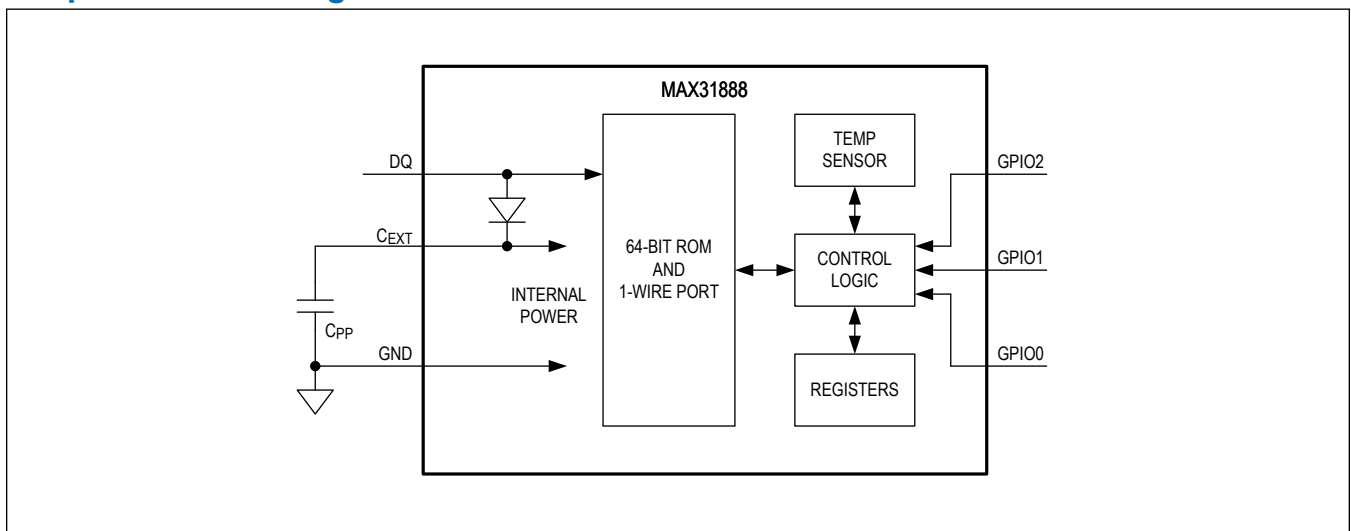 MAX31888
DQ
CEXT
CPP
GND
INTERNAL
POWER
64-BIT ROM
AND
1-WIRE PORT
TEMP
SENSOR
CONTROL
LOGIC
REGISTERS
GPIO2
GPIO1
GPIO0